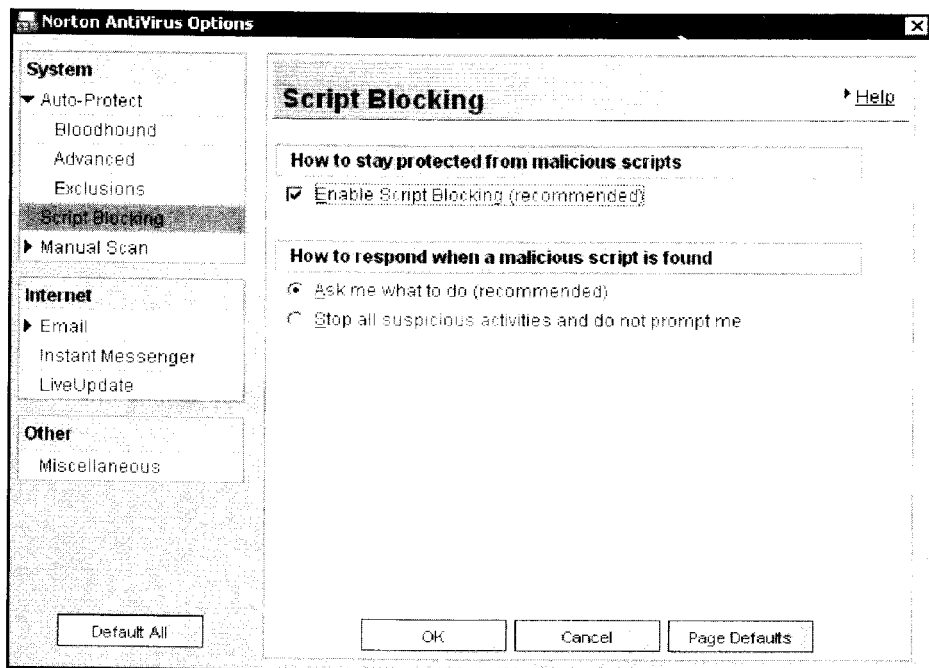 Norton AntiVirus Options
System
Auto-Protect
Bloodhound
Advanced
Exclusions
Script Blocking
Manual Scan
Internet
Email
Instant Messenger
LiveUpdate
Other
Miscellaneous
Default All
Script Blocking
Help
How to stay protected from malicious scripts
Enable Script Blocking (recommended)
How to respond when a malicious script is found
Ask me what to do (recommended)
Stop all suspicious activities and do not prompt me
OK
Cancel
Page Defaults